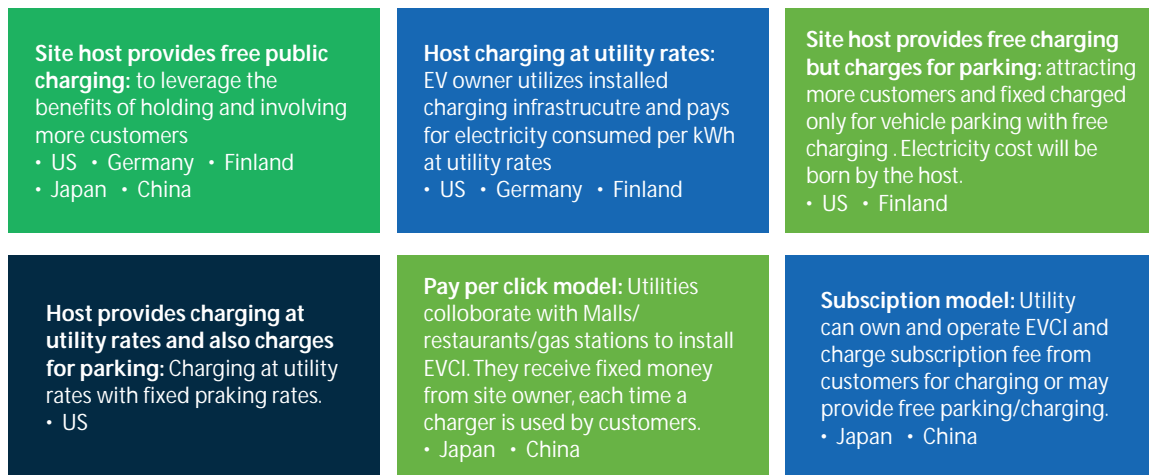 Site host provides free public
charging: to leverage the
benefits of holding and involving
more customers
• US • Germany • Finland
• Japan • China
Host charging at utility rates:
EV owner utilizes installed
charging infrastrucutre and pays
for electricity consumed per kWh
at utility rates
• US • Germany • Finland
Site host provides free charging
but charges for parking: attracting
more customers and fixed charged
only for vehicle parking with free
charging . Electricity cost will be
born by the host.
• US • Finland
Host provides charging at
utility rates and also charges
for parking: Charging at utility
rates with fixed praking rates.
• US
Pay per click model: Utilities
colloborate with Malls/
restaurants/gas stations to install
EVCI. They receive fixed money
from site owner, each time a
charger is used by customers.
• Japan • China
Subsciption model: Utility
can own and operate EVCI and
charge subscription fee from
customers for charging or may
provide free parking/charging.
• Japan • China